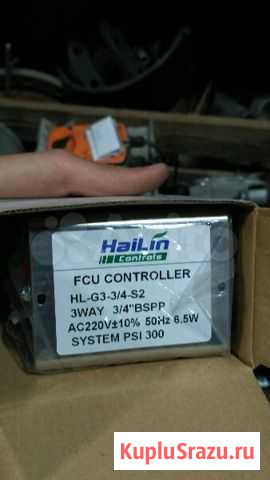 HaiLin
Controls
FCU CONTROLLER
HL-G3-3/4-S2
3WAY 3/4"BSPP
AC220V±10% 50Hz 6.5W
SYSTEM PSI 300
KupluSrazu.ru